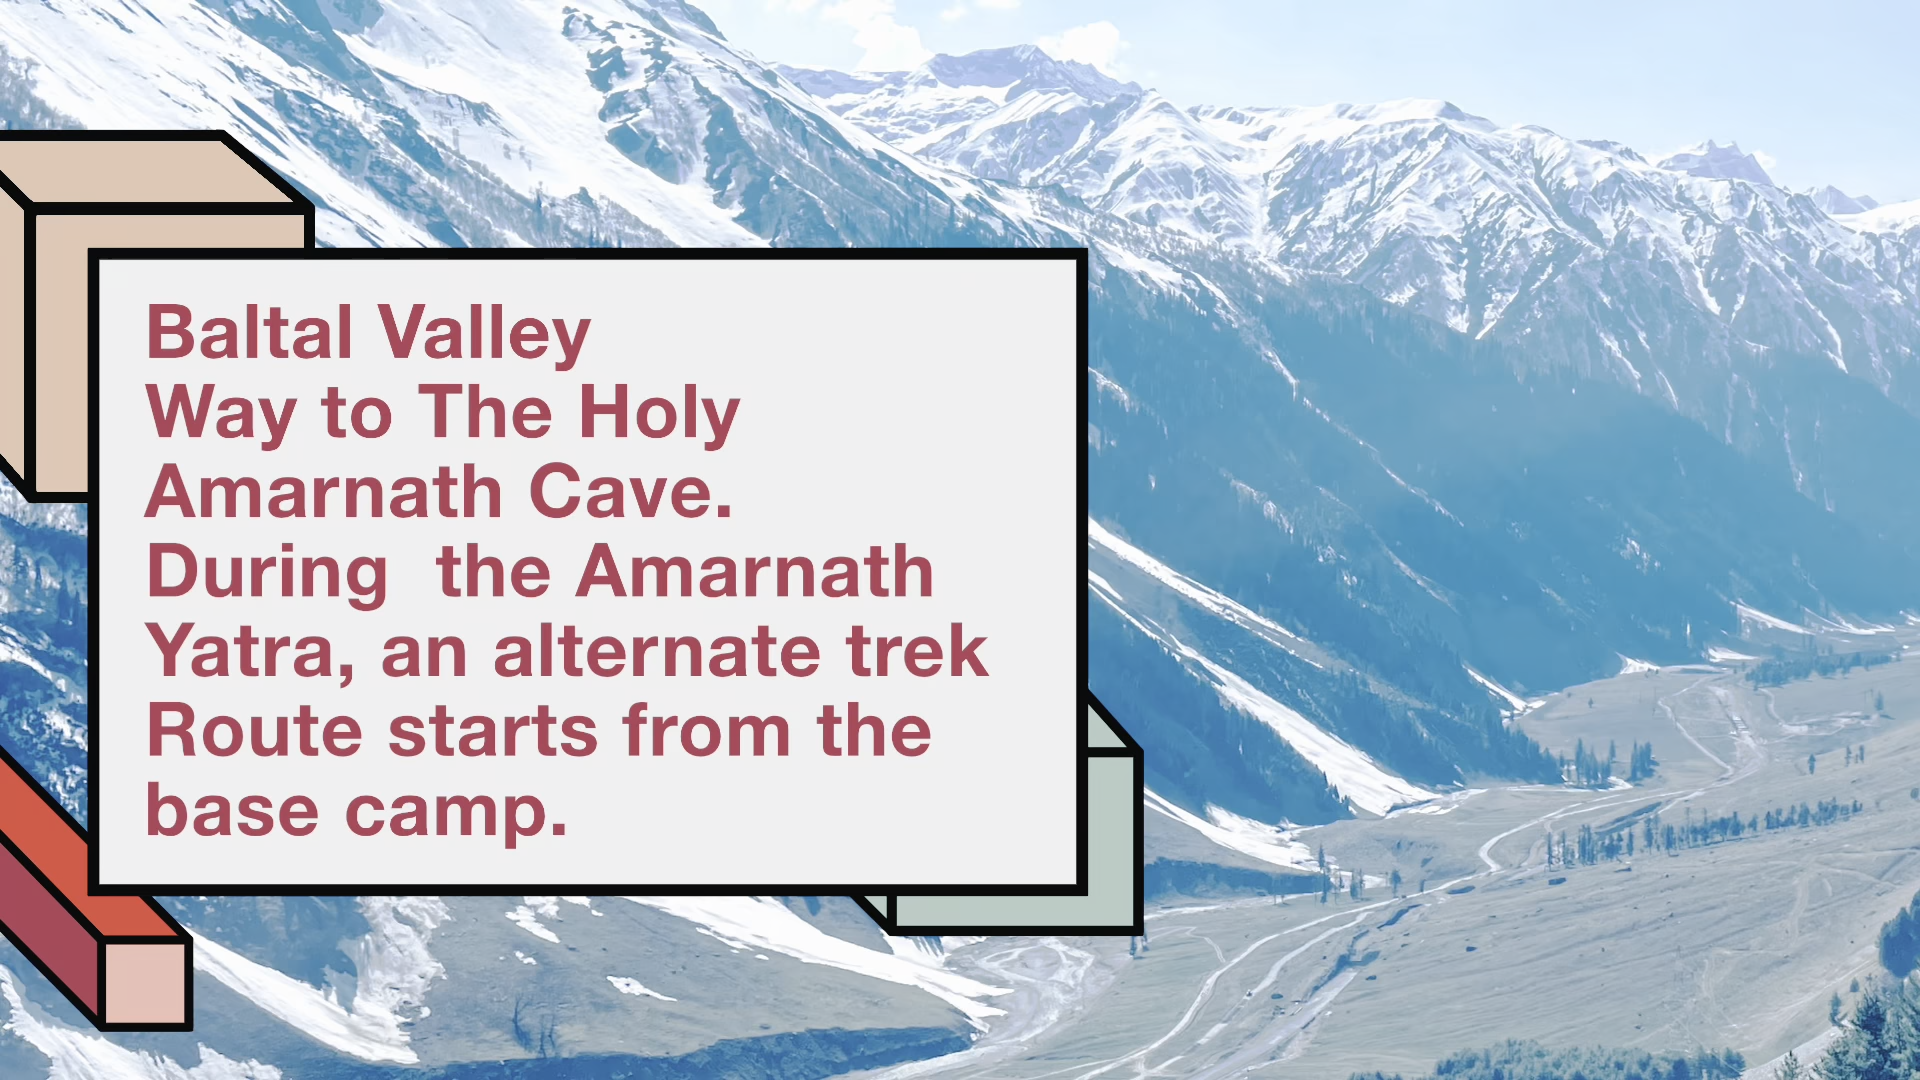 Baltal Valley
Way to The Holy
Amarnath Cave.
During  the Amarnath
Yatra, an alternate trek
Route starts from the
base camp.